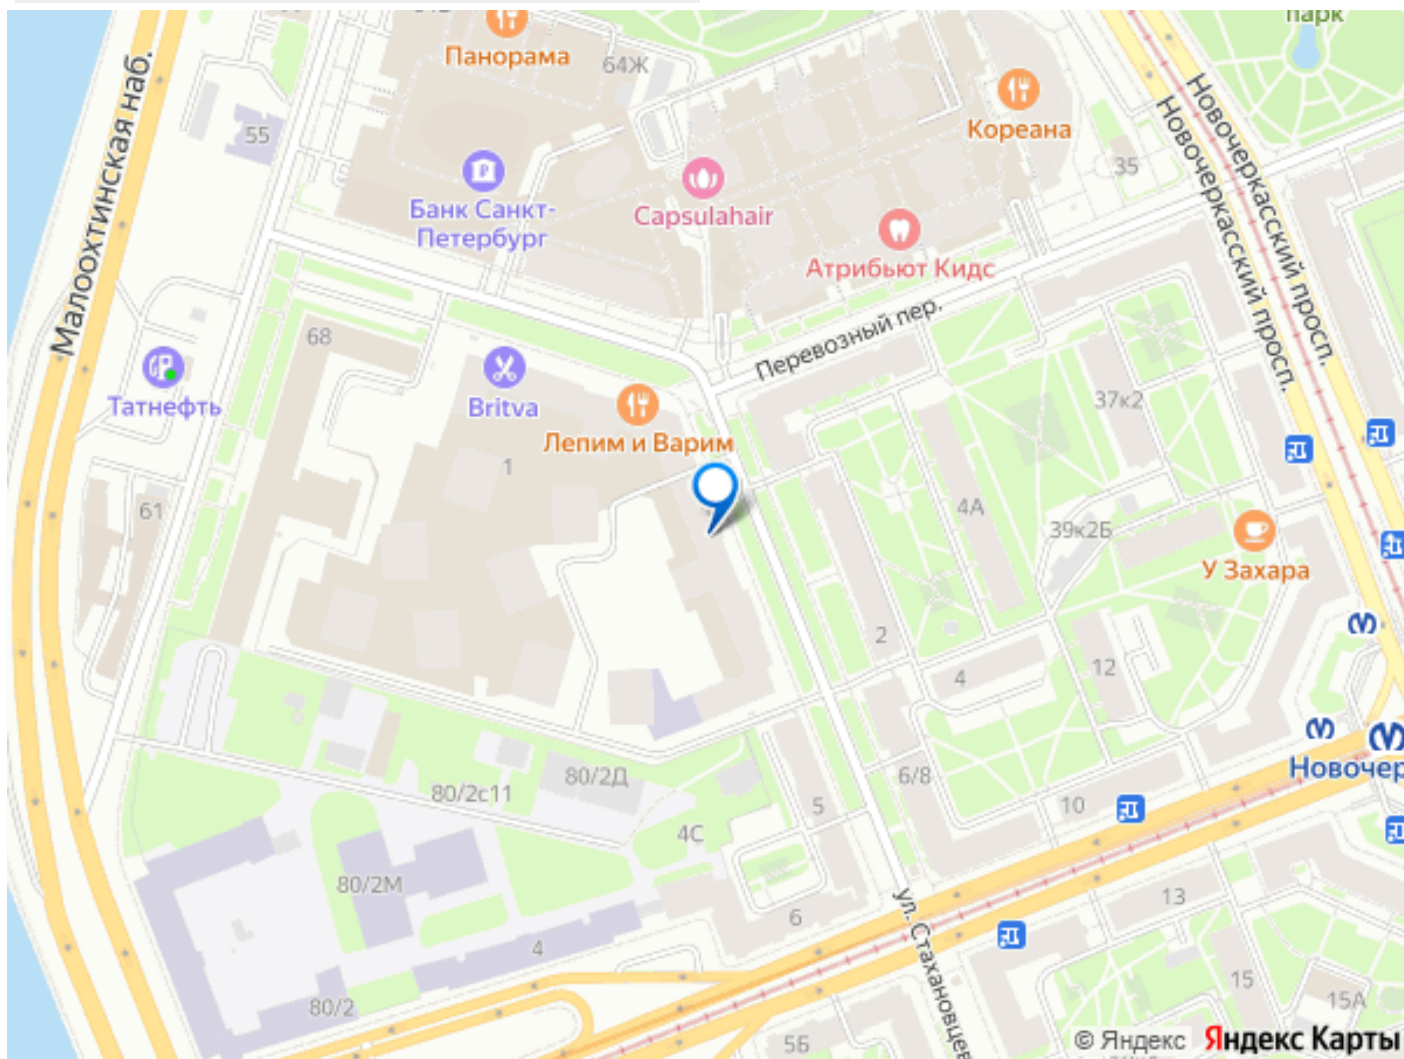 парк
Панорама
64Ж
Кореана
Малоохтинская наб.
55
Новочеркасский просп.
Новочеркасский просп.
35
Банк Санкт-
Петербург
Capsulahair
Атрибьют Кидс
Перевозный пер.
68
Татнефть
Britva
Лепим и Варим
37к2
1
61
4А
39к2Б
У Захара
2
4
12
Новочер
80/2Д
80/2с11
6/8
10
5
4С
80/2М
6
13
ул. Стахановцев
4
80/2
15
15А
5Б
© Яндекс Яндекс Карты